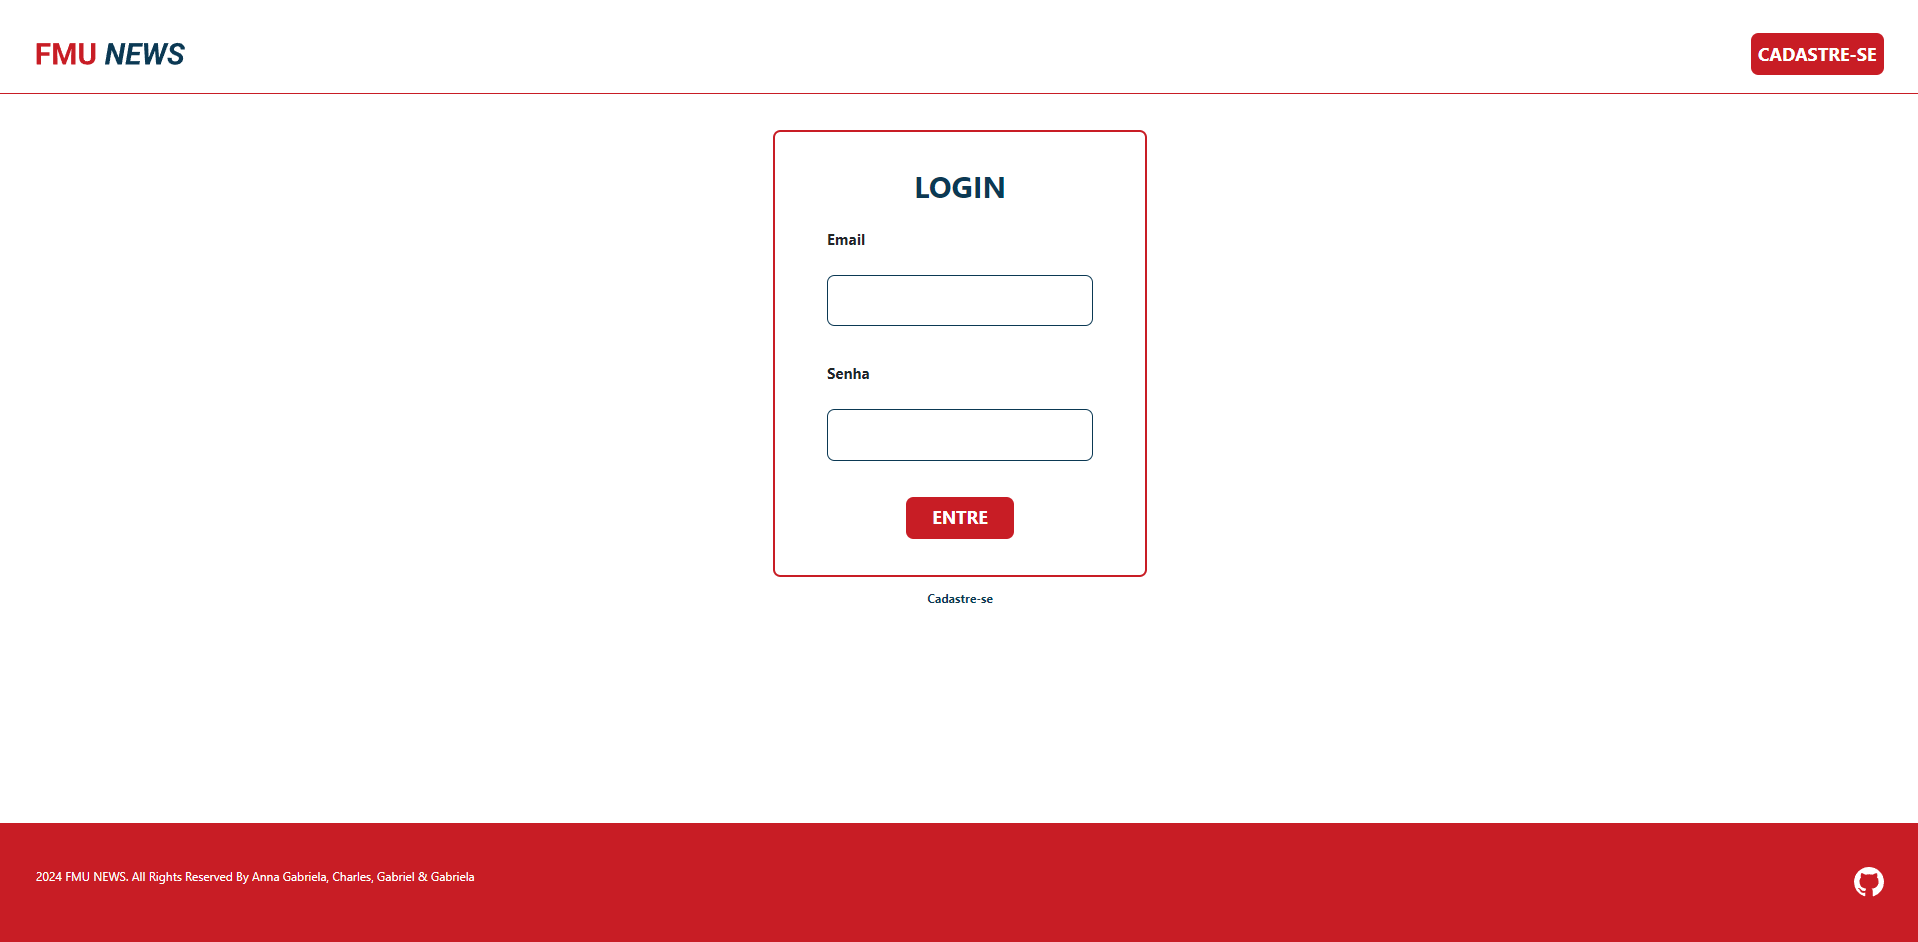 FMU NEWS
CADASTRE-SE
LOGIN
Email
Senha
ENTRE
Cadastre-se
2024 FMU NEWS. All Rights Reserved By Anna Gabriela, Charles, Gabriel & Gabriela